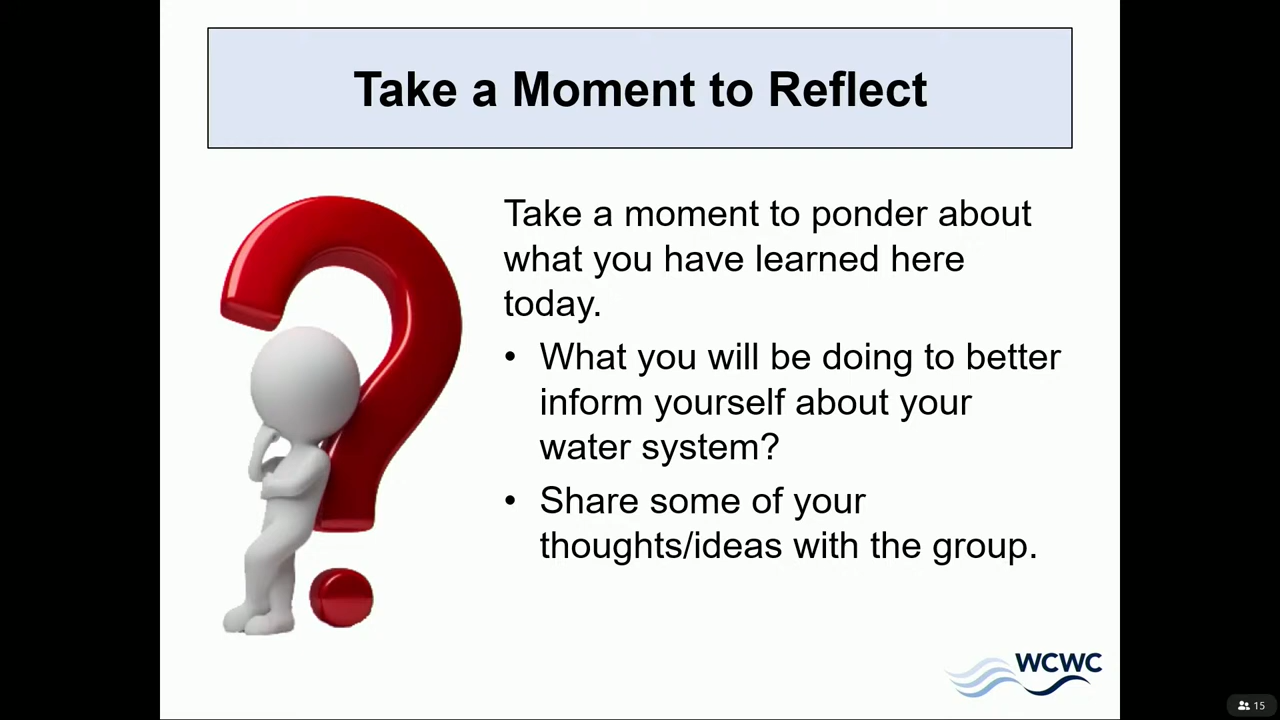 Take a Moment to Reflect
Take a moment to ponder about
what you have learned here
today.
• What you will be doing to better
inform yourself about your
water system?
• Share some of your
thoughts/ideas with the group.
WCWC
15